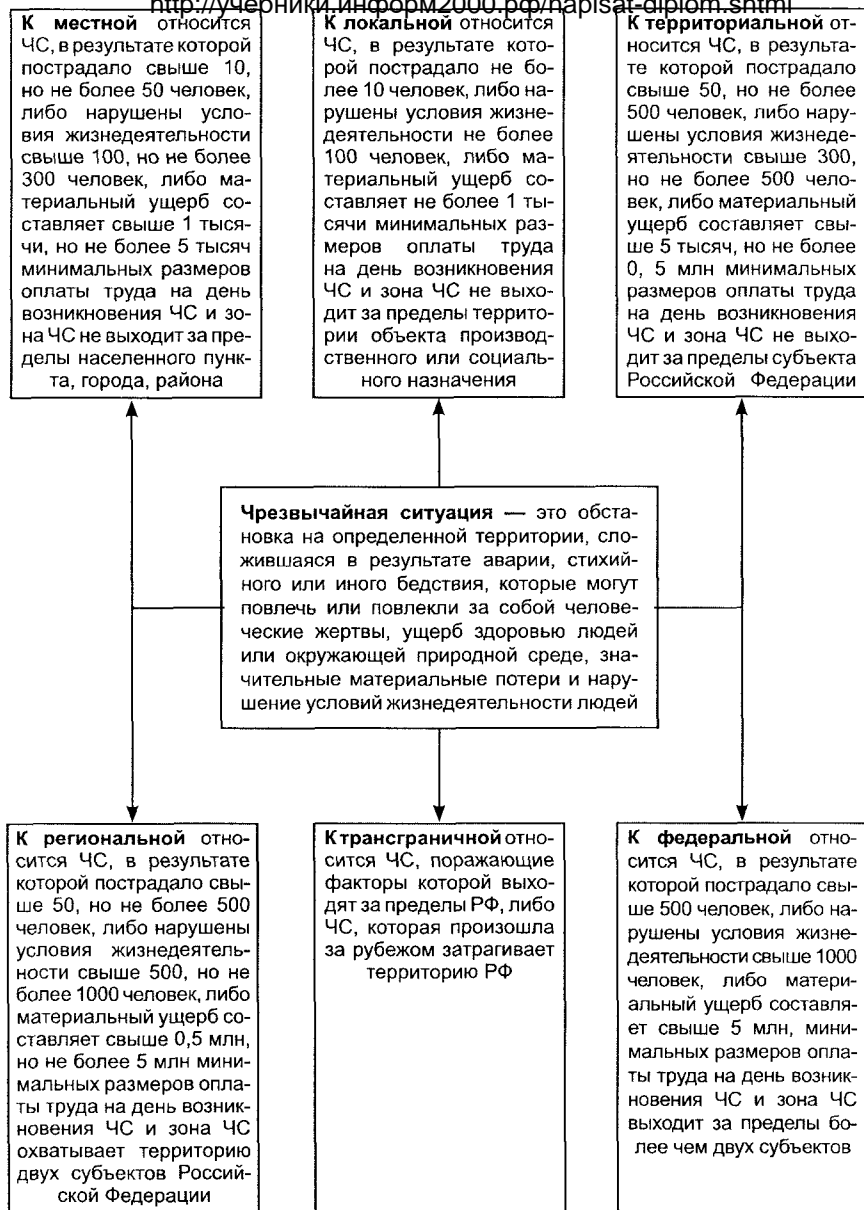 http://учерники.информ2000.рф/napisat-diplom.shtml
К местной относится
ЧС, в результате которой
пострадало свыше 10,
но не более 50 человек,
либо нарушены усло-
вия жизнедеятельности
свыше 100, но не более
300 человек, либо ма-
териальный ущерб со-
ставляет свыше 1 тыся-
чи, но не более 5 тысяч
минимальных размеров
оплаты труда на день
возникновения ЧС и зо-
на ЧС не выходит за пре-
делы населенного пунк-
та, города, района
К локальной относится
ЧС, в результате кото-
рой пострадало не бо-
лее 10 человек, либо на-
рушены условия жизне-
деятельности не более
100 человек, либо ма-
териальный ущерб со-
ставляет не более 1 ты-
сячи минимальных раз-
меров оплаты труда
на день возникновения
ЧС и зона ЧС не выхо-
дит за пределы террито-
рии объекта производ-
ственного или социаль-
ного назначения
К территориальной от-
носится ЧС, в результа-
те которой пострадало
свыше 50, но не более
500 человек, либо нару-
шены условия жизнеде-
ятельности свыше 300,
но не более 500 чело-
век, либо материальный
ущерб составляет свы-
ше 5 тысяч, но не более
0, 5 млн минимальных
размеров оплаты труда
на день возникновения
ЧС и зона ЧС не выхо-
дит за пределы субъекта
Российской Федерации
Чрезвычайная ситуация — это обста-
новка на определенной территории, сло-
жившаяся в результате аварии, стихий-
ного или иного бедствия, которые могут
повлечь или повлекли за собой челове-
ческие жертвы, ущерб здоровью людей
или окружающей природной среде, зна-
чительные материальные потери и нару-
шение условий жизнедеятельности людей
К региональной отно-
сится ЧС, в результате
которой пострадало свы-
ше 50, но не более 500
человек, либо нарушены
условия жизнедеятель-
ности свыше 500, но не
более 1000 человек, либо
материальный ущерб со-
ставляет свыше 0,5 млн,
но не более 5 млн мини-
мальных размеров опла-
ты труда на день возник-
новения ЧС и зона ЧС
охватывает территорию
двух субъектов Россий-
ской Федерации
К трансграничной отно-
сится ЧС, поражающие
факторы которой выхо-
дят за пределы РФ, либо
ЧС, которая произошла
за рубежом затрагивает
территорию РФ
К федеральной отно-
сится ЧС, в результате
которой пострадало свы-
ше 500 человек, либо на-
рушены условия жизне-
деятельности свыше 1000
человек, либо матери-
альный ущерб составля-
ет свыше 5 млн, мини-
мальных размеров опла-
ты труда на день возник-
новения ЧС и зона ЧС
выходит за пределы бо-
лее чем двух субъектов